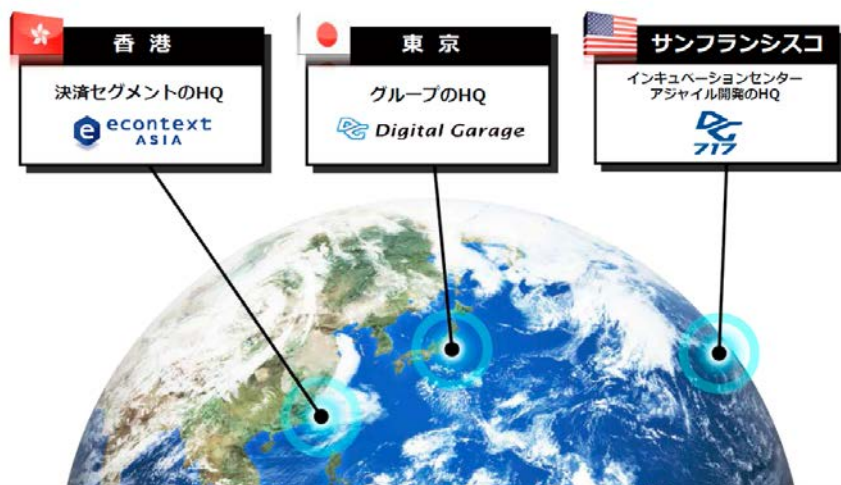 香 港
決済セグメントのHQ
econtext
ASIA
東 京
グループのHQ
DG Digital Garage
サンフランシスコ
インキュベーションセンター
アジャイル開発のHQ
DG
717